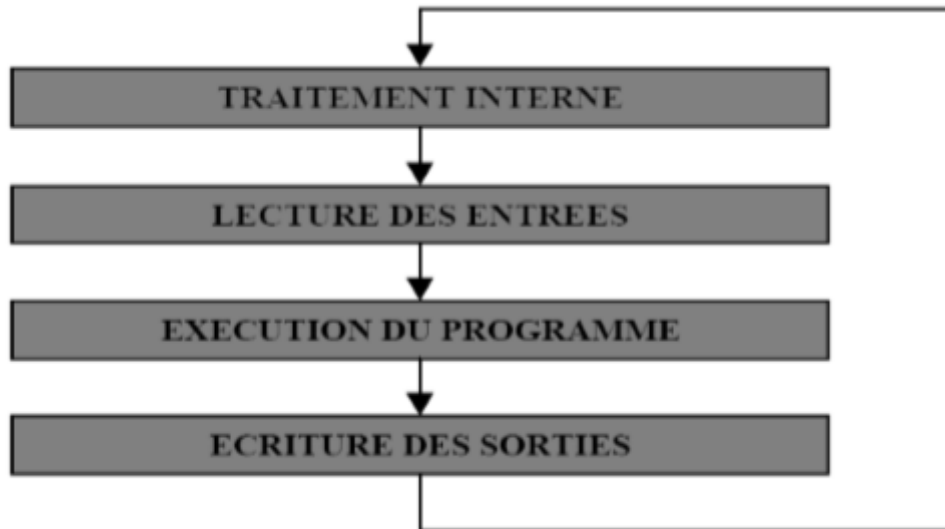 TRAITEMENT INTERNE
LECTURE DES ENTREES
EXECUTION DU PROGRAMME
ECRITURE DES SORTIES